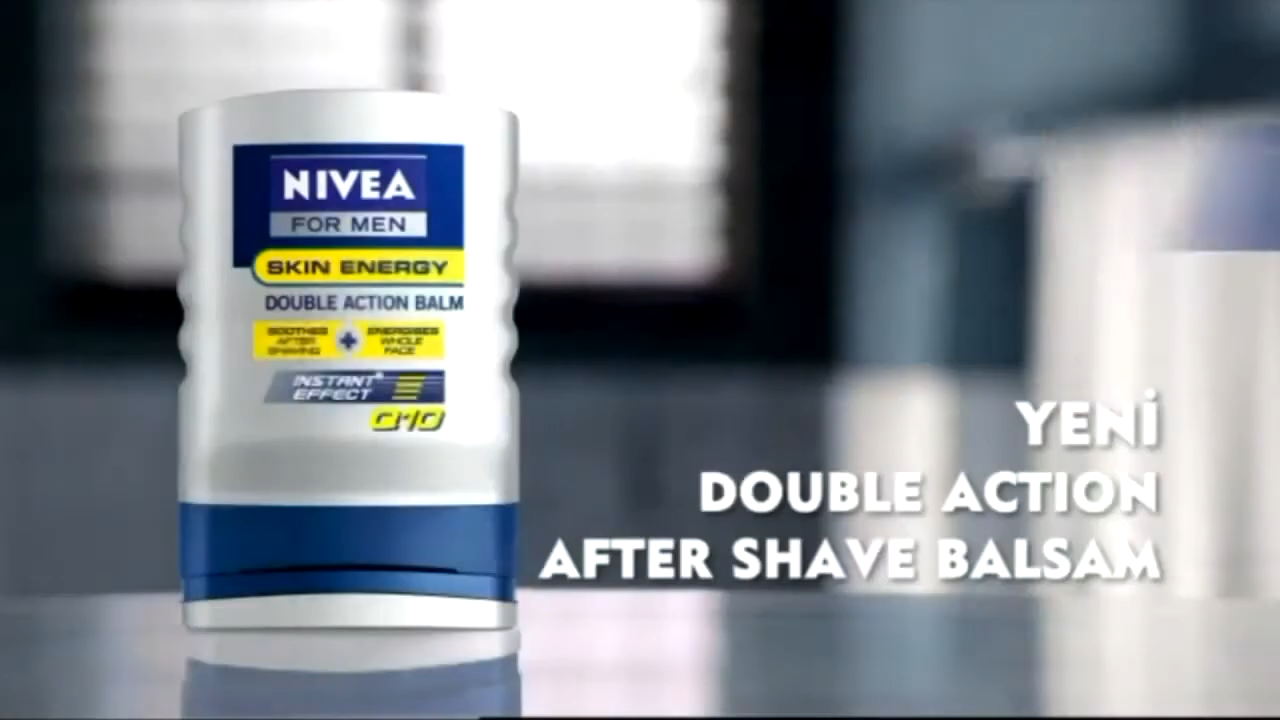 NIVEA
FOR MEN
SKIN ENERGY
DOUBLE ACTION BALM
SOOTHES
AFTER
SHAVING
+
ENERGISES
WHOLE
FACE
INSTANT
EFFECT
Q10
YENİ
DOUBLE ACTION
AFTER SHAVE BALSAM